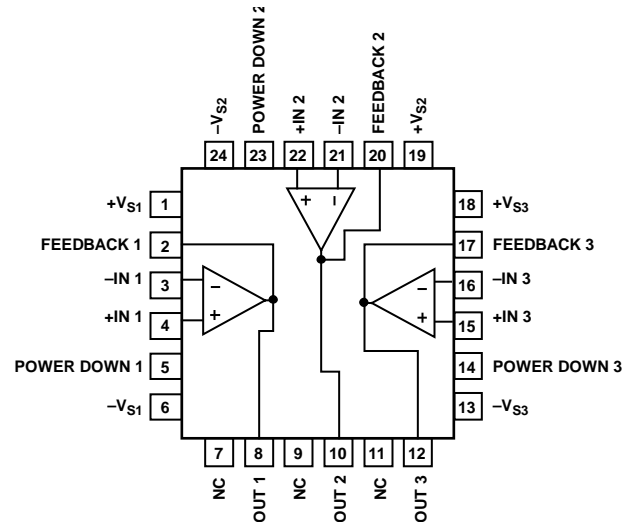 –VS2
POWER DOWN 2
+IN 2
–IN 2
FEEDBACK 2
+VS2
24 23 22 21 20 19
+VS1 1
FEEDBACK 1 2
–IN 1 3
+IN 1 4
POWER DOWN 1 5
–VS1 6
+ –
– +
– +
18 +VS3
17 FEEDBACK 3
16 –IN 3
15 +IN 3
14 POWER DOWN 3
13 –VS3
7 8 9 10 11 12
NC
OUT 1
NC
OUT 2
NC
OUT 3